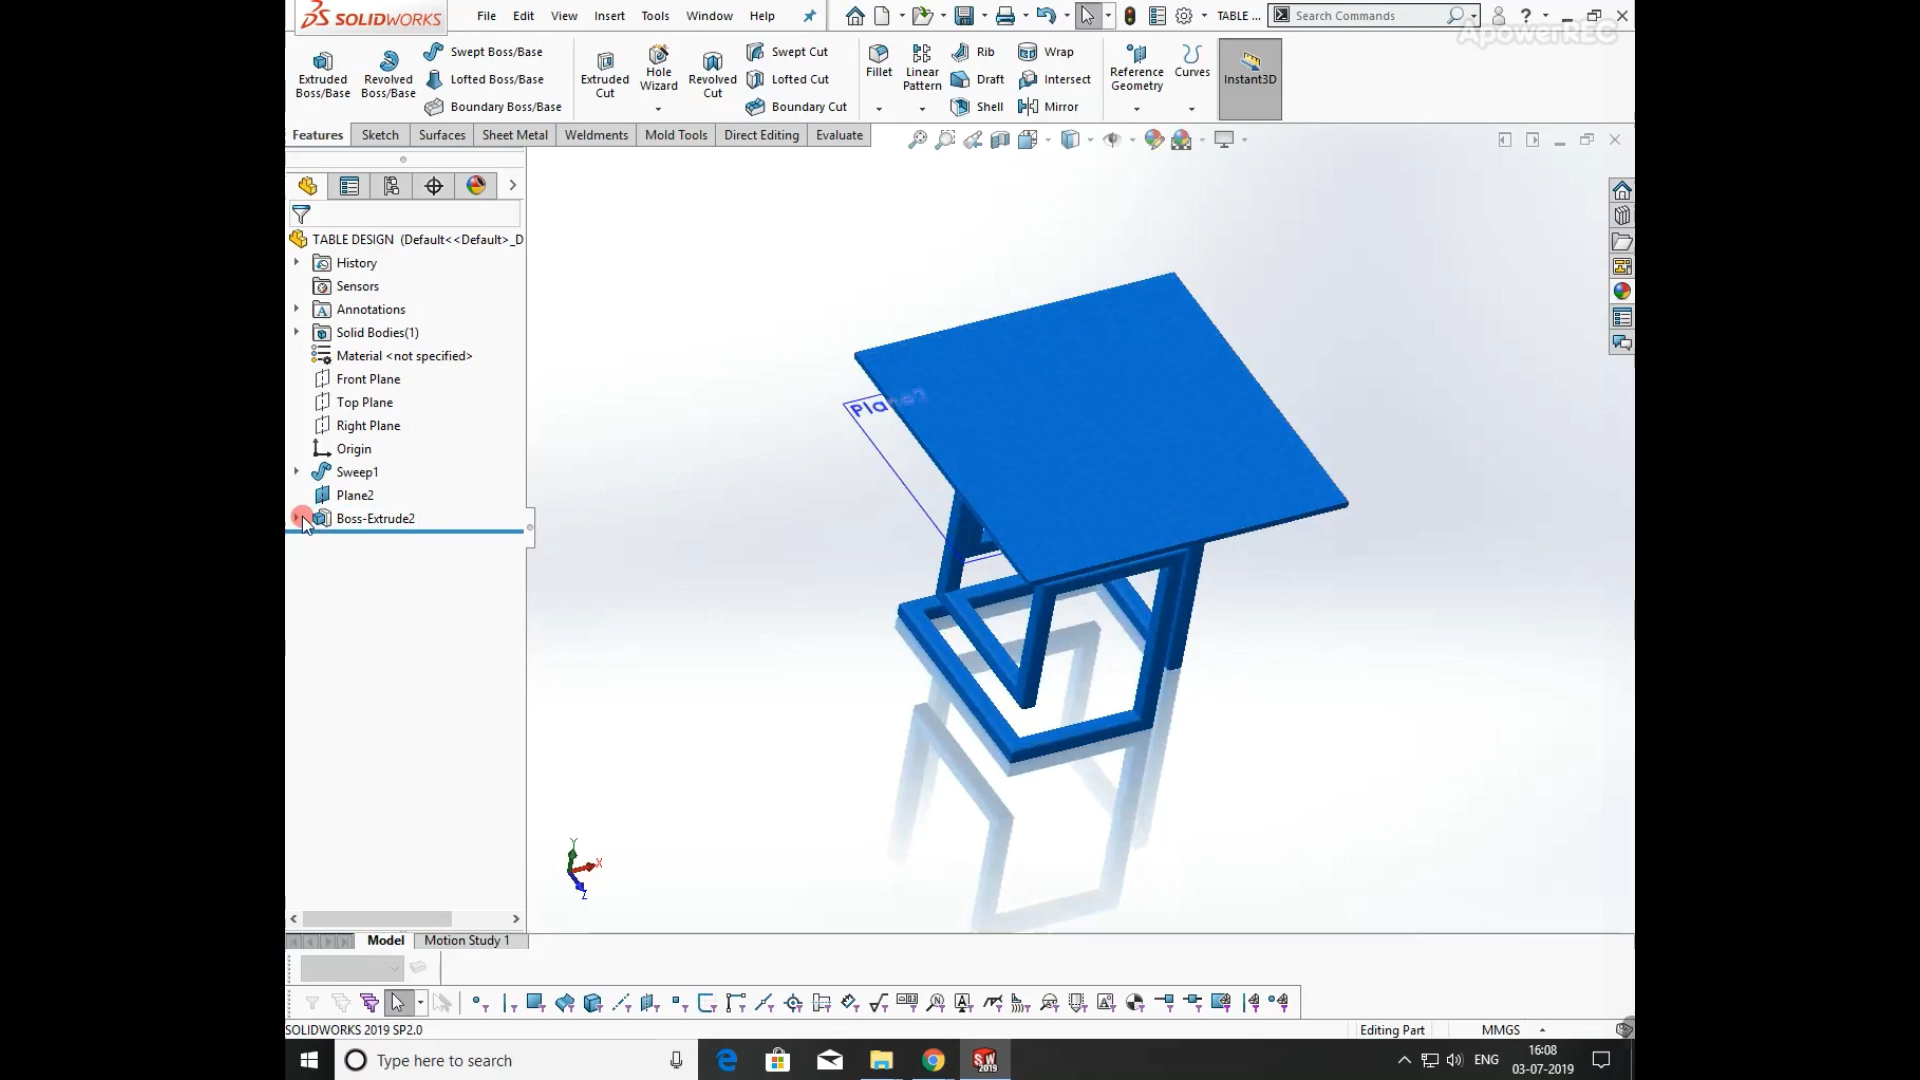 SOLIDWORKS File Edit View Insert Tools Window Help TABLE ... Search Commands ?
ApowerREC
Extruded Boss/Base
Revolved Boss/Base
Swept Boss/Base
Lofted Boss/Base
Boundary Boss/Base
Extruded Cut
Hole Wizard
Revolved Cut
Swept Cut
Lofted Cut
Boundary Cut
Fillet
Linear Pattern
Rib
Draft
Shell
Wrap
Intersect
Mirror
Reference Geometry
Curves
Instant3D
Features Sketch Surfaces Sheet Metal Weldments Mold Tools Direct Editing Evaluate
TABLE DESIGN (Default<<Default>_D
History
Sensors
Annotations
Solid Bodies(1)
Material <not specified>
Front Plane
Top Plane
Right Plane
Origin
Sweep1
Plane2
Boss-Extrude2
Plane2
Y
X
Z
Model Motion Study 1
SOLIDWORKS 2019 SP2.0 Editing Part MMGS
Type here to search
SW
2019
ENG
16:08
03-07-2019